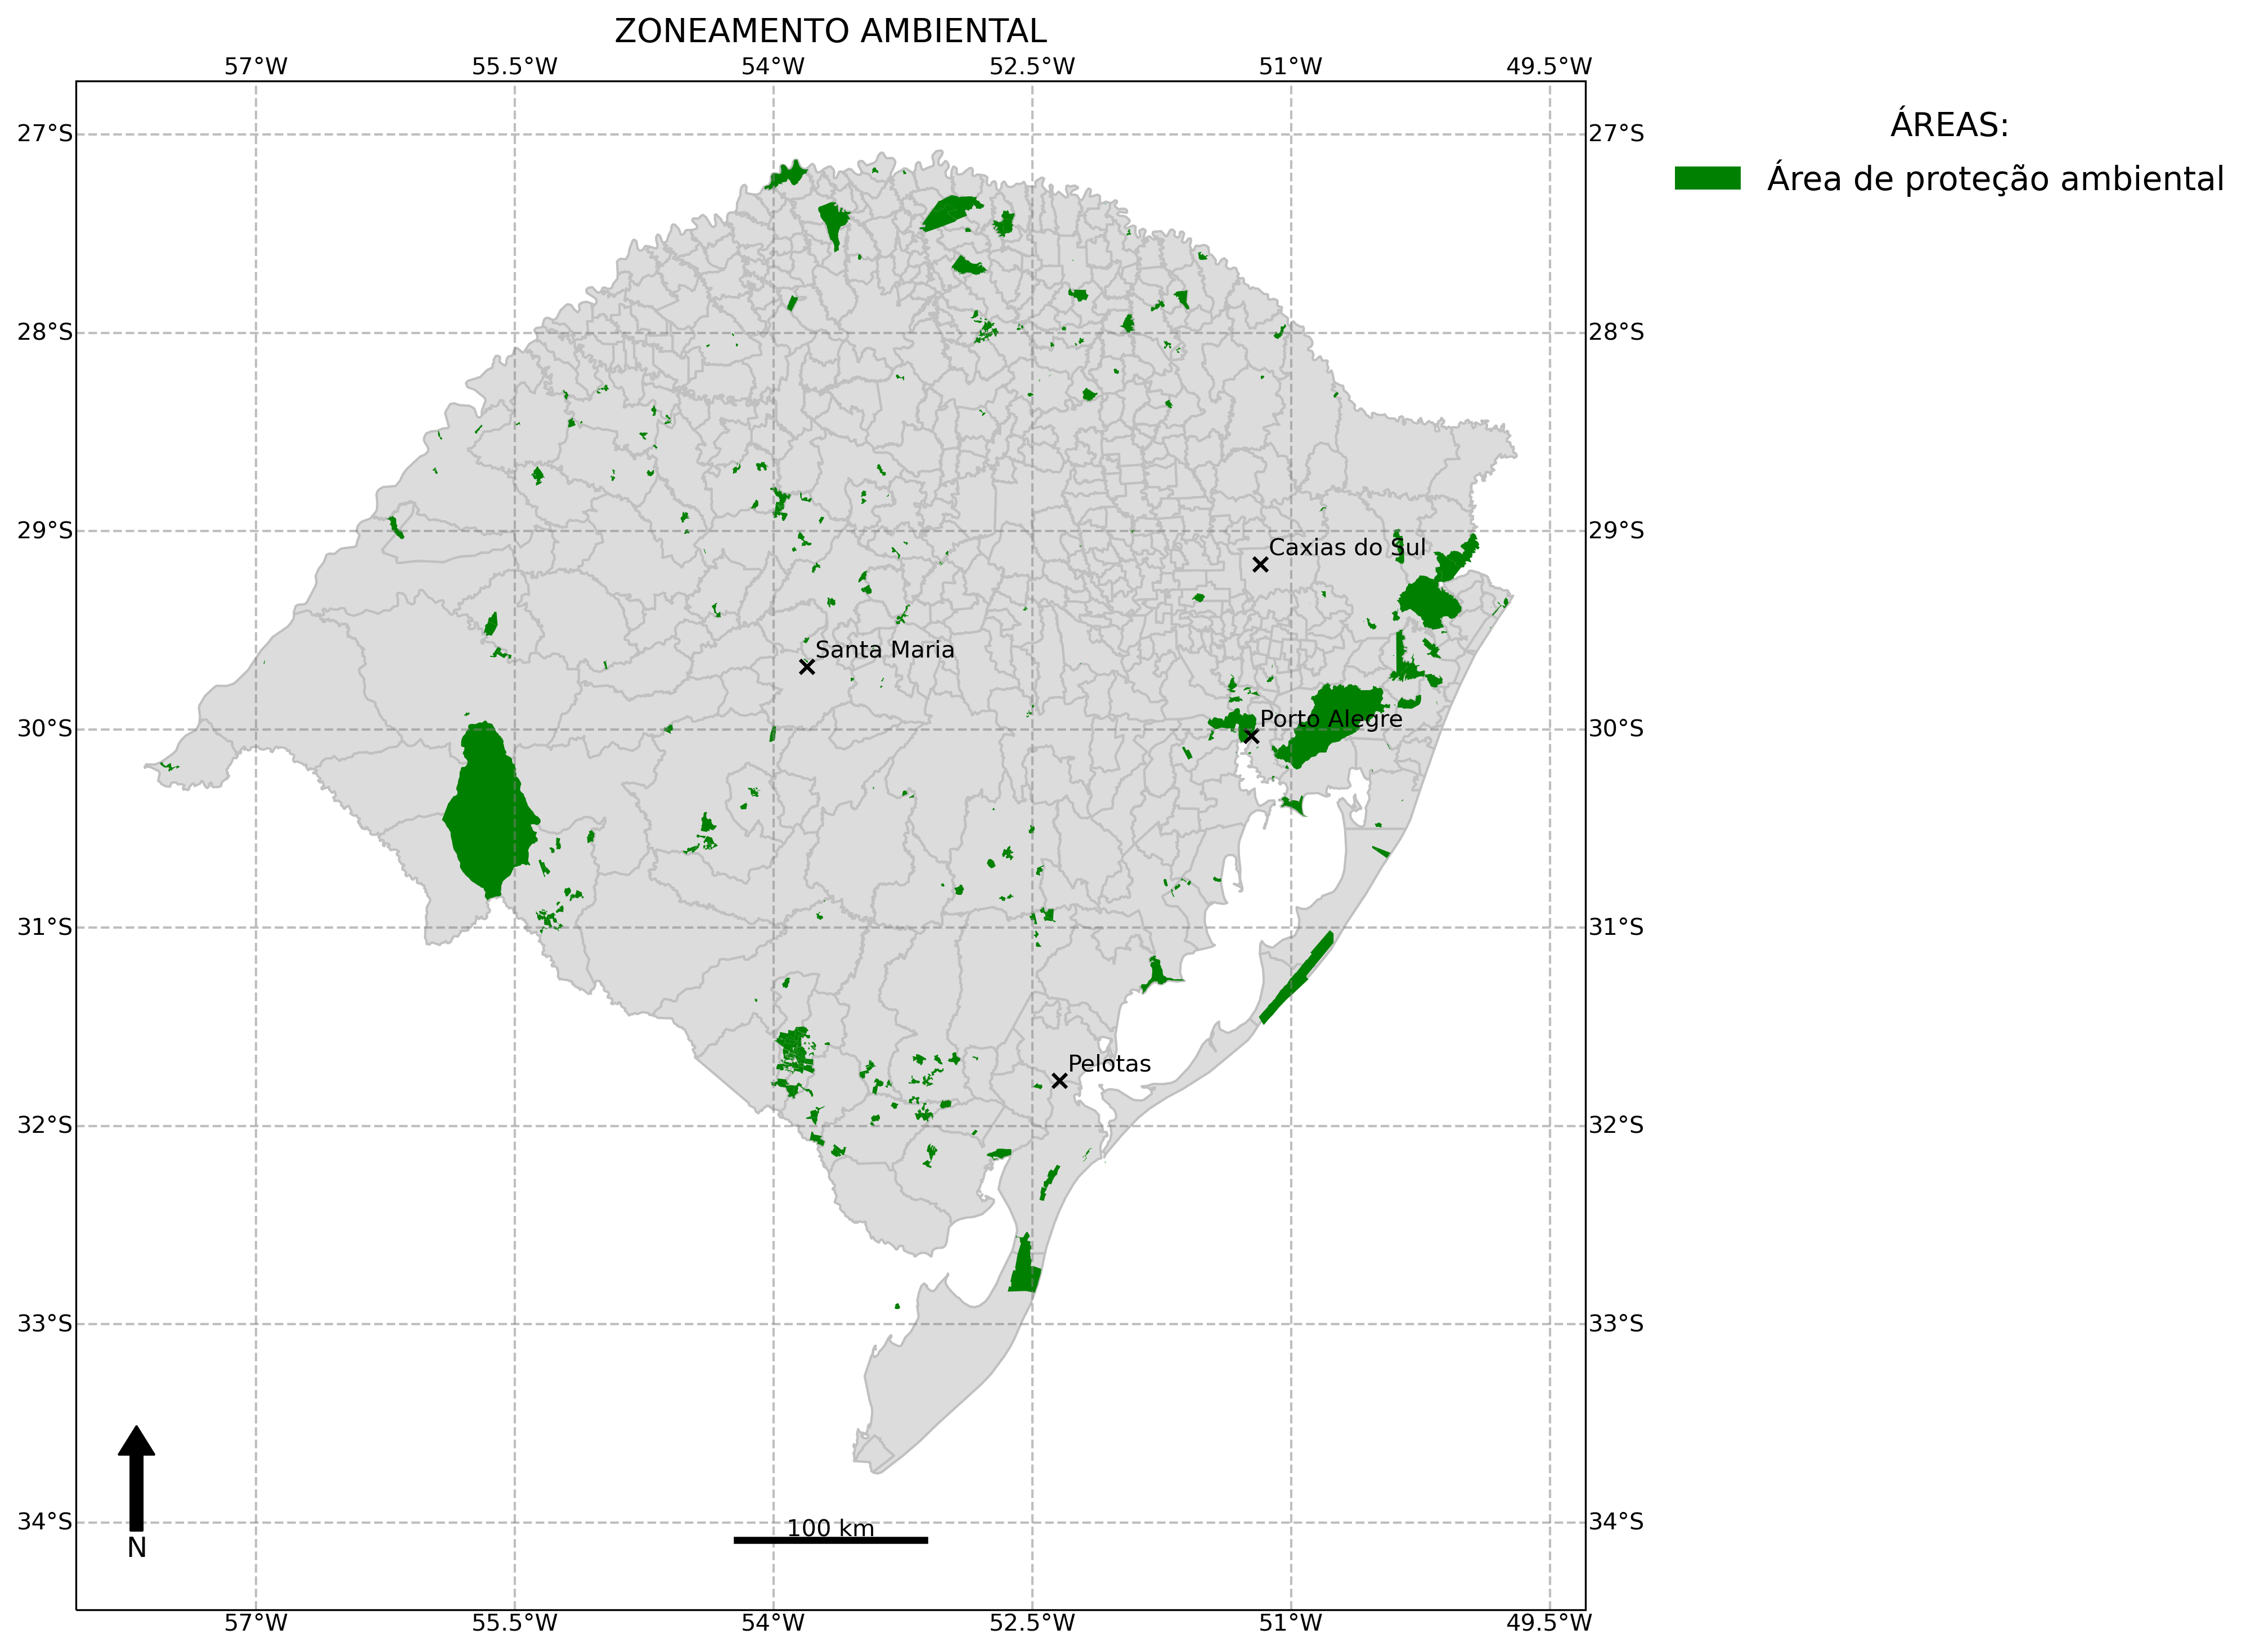 ZONEAMENTO AMBIENTAL
57°W 55.5°W 54°W 52.5°W 51°W 49.5°W
ÁREAS:
Área de proteção ambiental
27°S 27°S
28°S 28°S
29°S 29°S
Caxias do Sul
Santa Maria
Porto Alegre
30°S 30°S
31°S 31°S
Pelotas
32°S 32°S
33°S 33°S
34°S 34°S
100 km
N
57°W 55.5°W 54°W 52.5°W 51°W 49.5°W